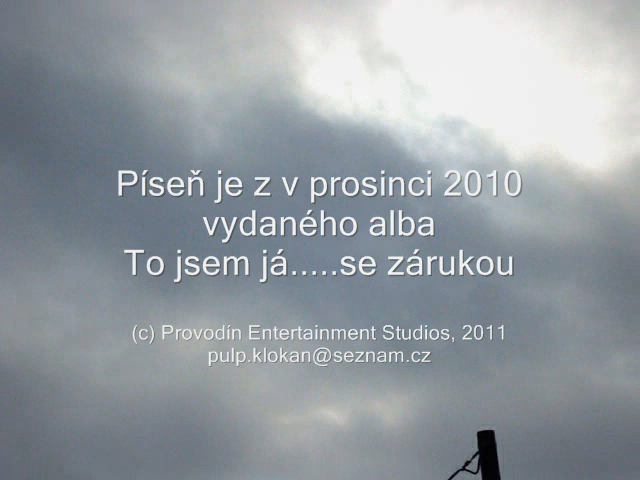 Píseň je z v prosinci 2010
vydaného alba
To jsem já.....se zárukou
(c) Provodín Entertainment Studios, 2011
pulp.klokan@seznam.cz